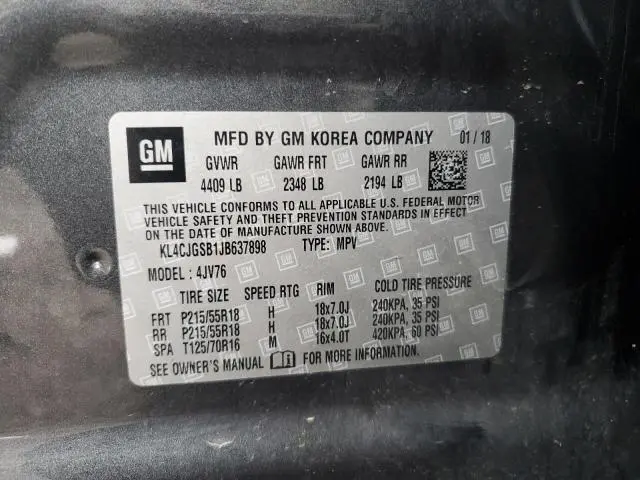 GM MFD BY GM KOREA COMPANY 01 / 18
GVWR GAWR FRT GAWR RR
4409 LB 2348 LB 2194 LB
THIS VEHICLE CONFORMS TO ALL APPLICABLE U.S. FEDERAL MOTOR
VEHICLE SAFETY AND THEFT PREVENTION STANDARDS IN EFFECT
ON THE DATE OF MANUFACTURE SHOWN ABOVE.
KL4CJGSB1JB637898 TYPE: MPV
MODEL : 4JV76
TIRE SIZE SPEED RTG RIM COLD TIRE PRESSURE
FRT P215/55R18 H 18x7.0J 240KPA, 35 PSI
RR P215/55R18 H 18x7.0J 240KPA, 35 PSI
SPA T125/70R16 M 16x4.0T 420KPA, 60 PSI
SEE OWNER'S MANUAL FOR MORE INFORMATION.